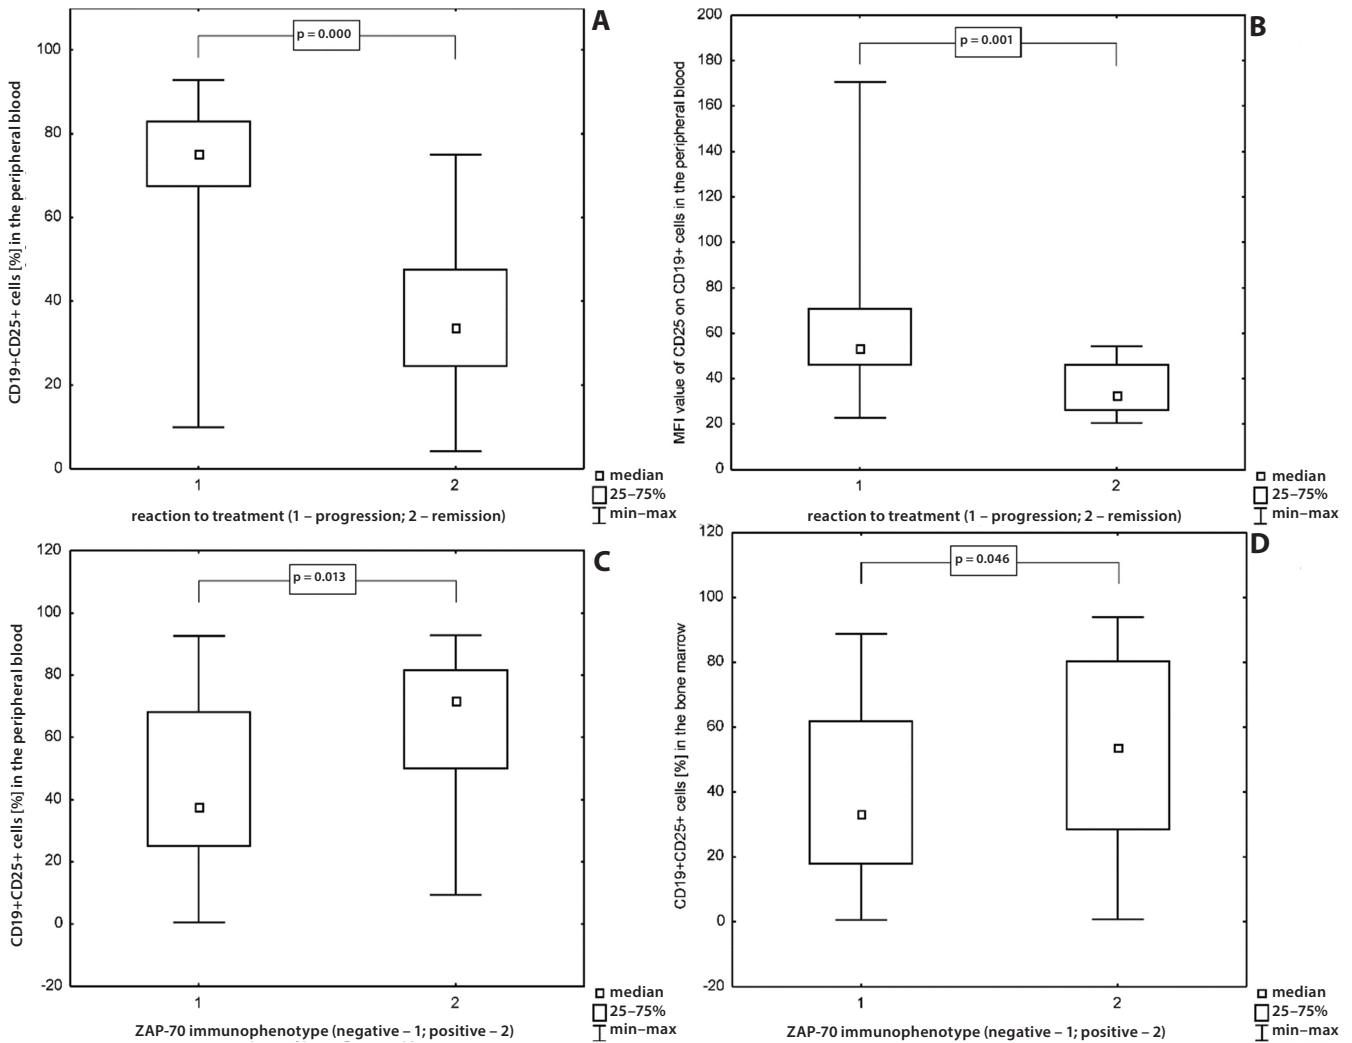 A
p = 0.000
CD19+CD25+ cells [%] in the peripheral blood
100
80
60
40
20
0
1
2
reaction to treatment (1 – progression; 2 – remission)
median
25–75%
min–max
B
p = 0.001
MFI value of CD25 on CD19+ cells in the peripheral blood
200
180
160
140
120
100
80
60
40
20
0
1
2
reaction to treatment (1 – progression; 2 – remission)
median
25–75%
min–max
C
p = 0.013
CD19+CD25+ cells [%] in the peripheral blood
120
100
80
60
40
20
0
-20
1
2
ZAP-70 immunophenotype (negative – 1; positive – 2)
median
25–75%
min–max
D
p = 0.046
CD19+CD25+ cells [%] in the bone marrow
120
100
80
60
40
20
0
-20
1
2
ZAP-70 immunophenotype (negative – 1; positive – 2)
median
25–75%
min–max